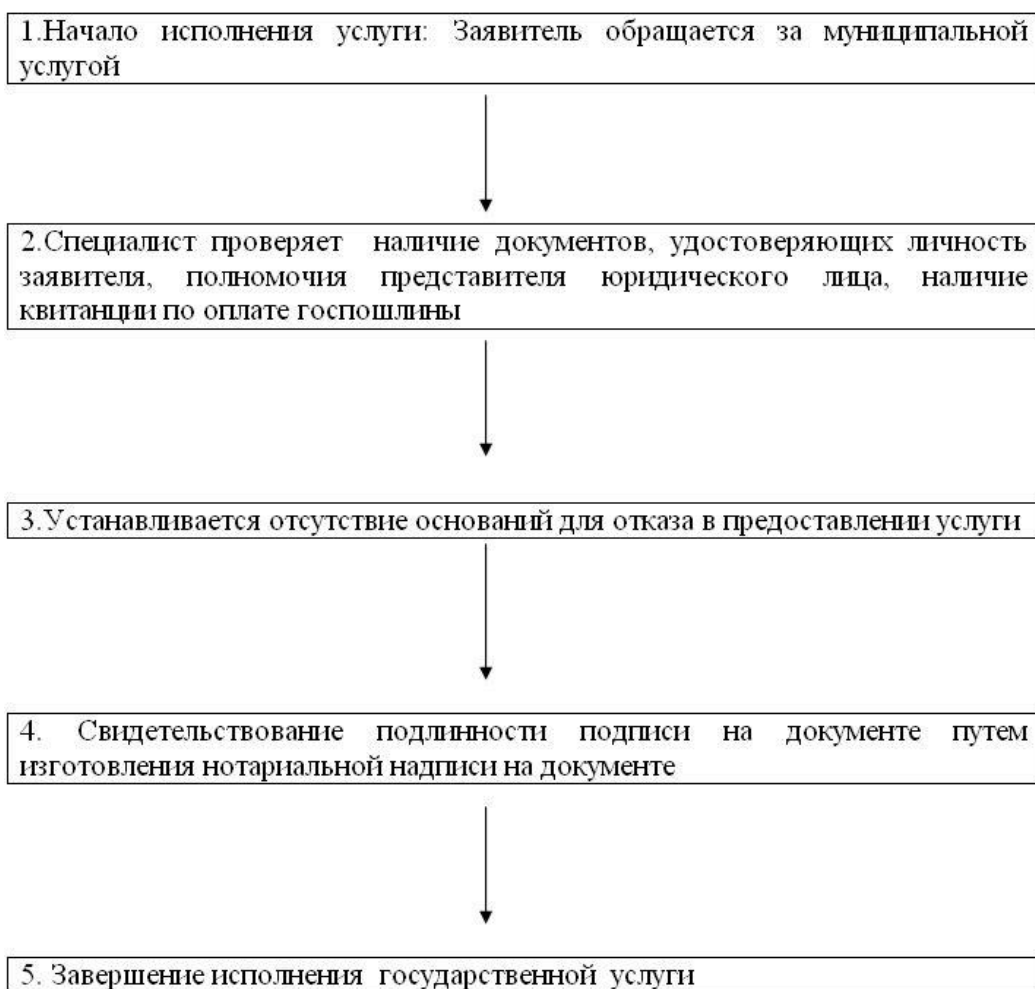 1.Начало исполнения услуги: Заявитель обращается за муниципальной
услугой
2.Специалист проверяет наличие документов, удостоверяющих личность
заявителя, полномочия представителя юридического лица, наличие
квитанции по оплате госпошлины
3.Устанавливается отсутствие оснований для отказа в предоставлении услуги
4. Свидетельствование подлинности подписи на документе путем
изготовления нотариальной надписи на документе
5. Завершение исполнения государственной услуги